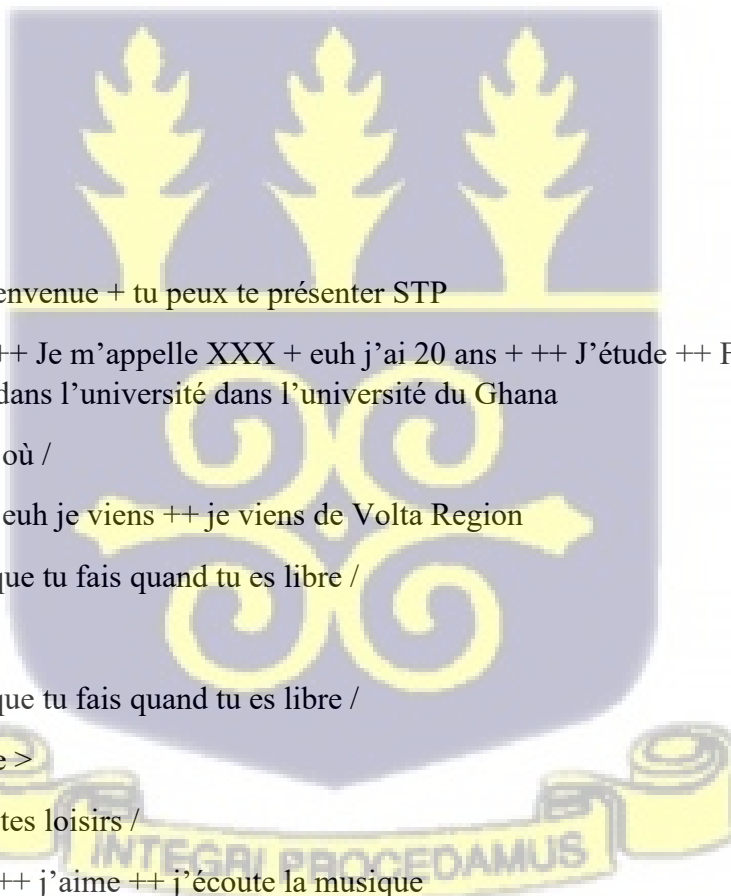 envenue + tu peux te présenter STP
++ Je m’appelle XXX + euh j’ai 20 ans + ++ J’étude ++ F
dans l’université dans l’université du Ghana
où /
euh je viens ++ je viens de Volta Region
que tu fais quand tu es libre /
que tu fais quand tu es libre /
e >
tes loisirs /
INTEGRI PROCEDAMUS
++ j’aime ++ j’écoute la musique